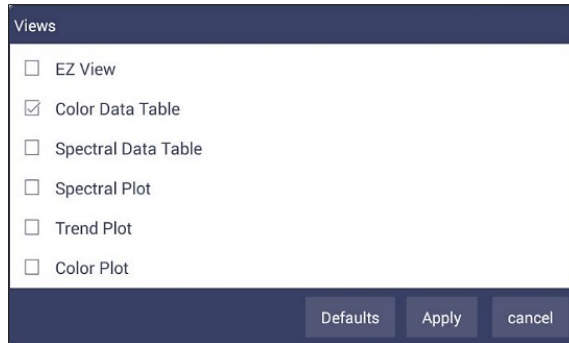 Views
EZ View
Color Data Table
Spectral Data Table
Spectral Plot
Trend Plot
Color Plot
Defaults Apply cancel